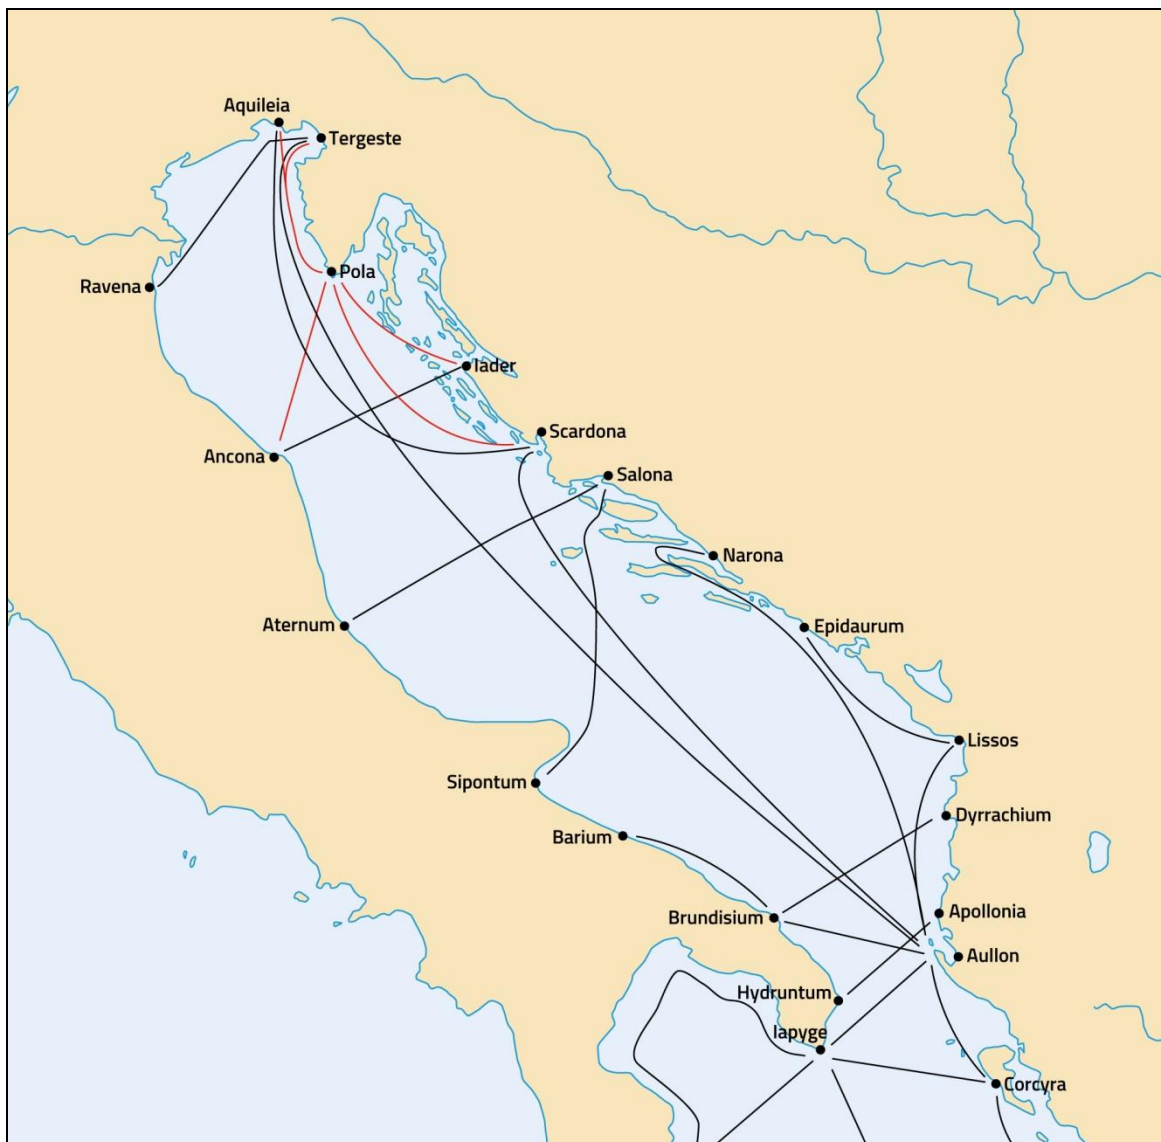 Aquileia
Tergeste
Pola
Ravena
Iader
Scardona
Ancona
Salona
Narona
Aternum
Epidaurum
Lissos
Sipontum
Dyrrachium
Barium
Apollonia
Brundisium
Aullon
Hydruntum
Iapyge
Corcyra